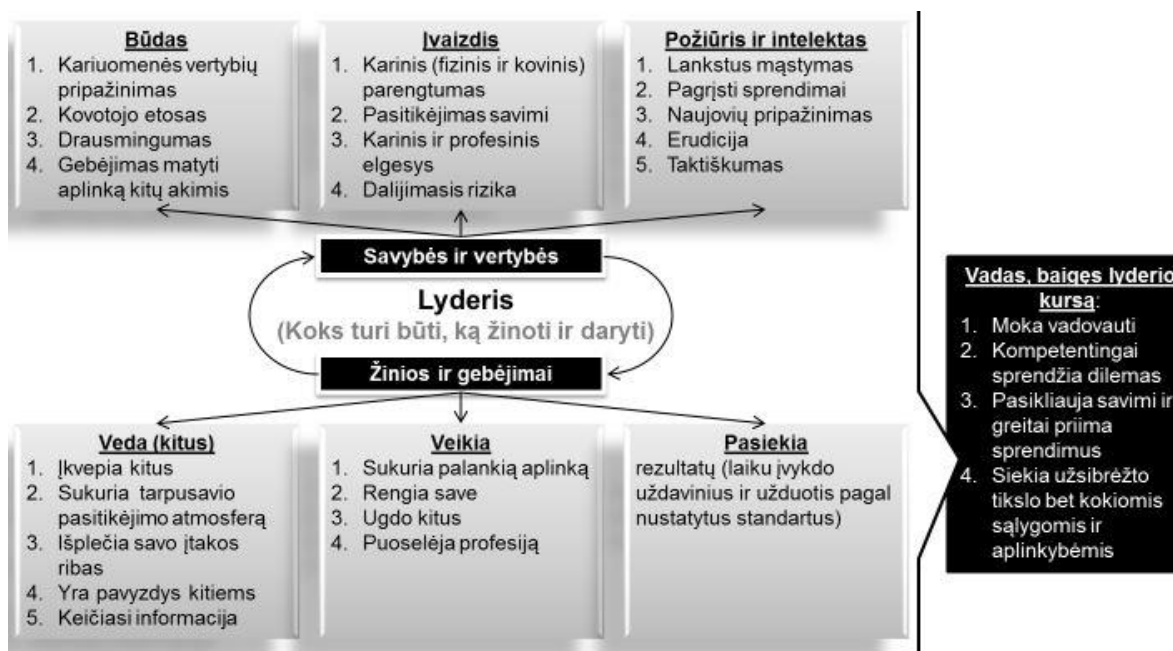 Būdas
1. Kariuomenės vertybių
pripažinimas
2. Kovotojo etosas
3. Drausmingumas
4. Gebėjimas matyti
aplinką kitų akimis
Įvaizdis
1. Karinis (fizinis ir kovinis)
parengtumas
2. Pasitikėjimas savimi
3. Karinis ir profesinis
elgesys
4. Dalijimasis rizika
Požiūris ir intelektas
1. Lankstus mąstymas
2. Pagrįsti sprendimai
3. Naujovių pripažinimas
4. Erudicija
5. Taktiškumas
Savybės ir vertybės
Lyderis
(Koks turi būti, ką žinoti ir daryti)
Žinios ir gebėjimai
Veda (kitus)
1. Įkvepia kitus
2. Sukuria tarpusavio
pasitikėjimo atmosferą
3. Išplečia savo įtakos
ribas
4. Yra pavyzdys kitiems
5. Keičiasi informacija
Veikia
1. Sukuria palankią aplinką
2. Rengia save
3. Ugdo kitus
4. Puoselėja profesiją
Pasiekia
rezultatų (laiku įvykdo
uždavinius ir užduotis pagal
nustatytus standartus)
Vadas, baigęs lyderio
kursą:
1. Moka vadovauti
2. Kompetentingai
sprendžia dilemas
3. Pasikliauja savimi ir
greitai priima
sprendimus
4. Siekia užsibrėžto
tikslo bet kokiomis
sąlygomis ir
aplinkybėmis